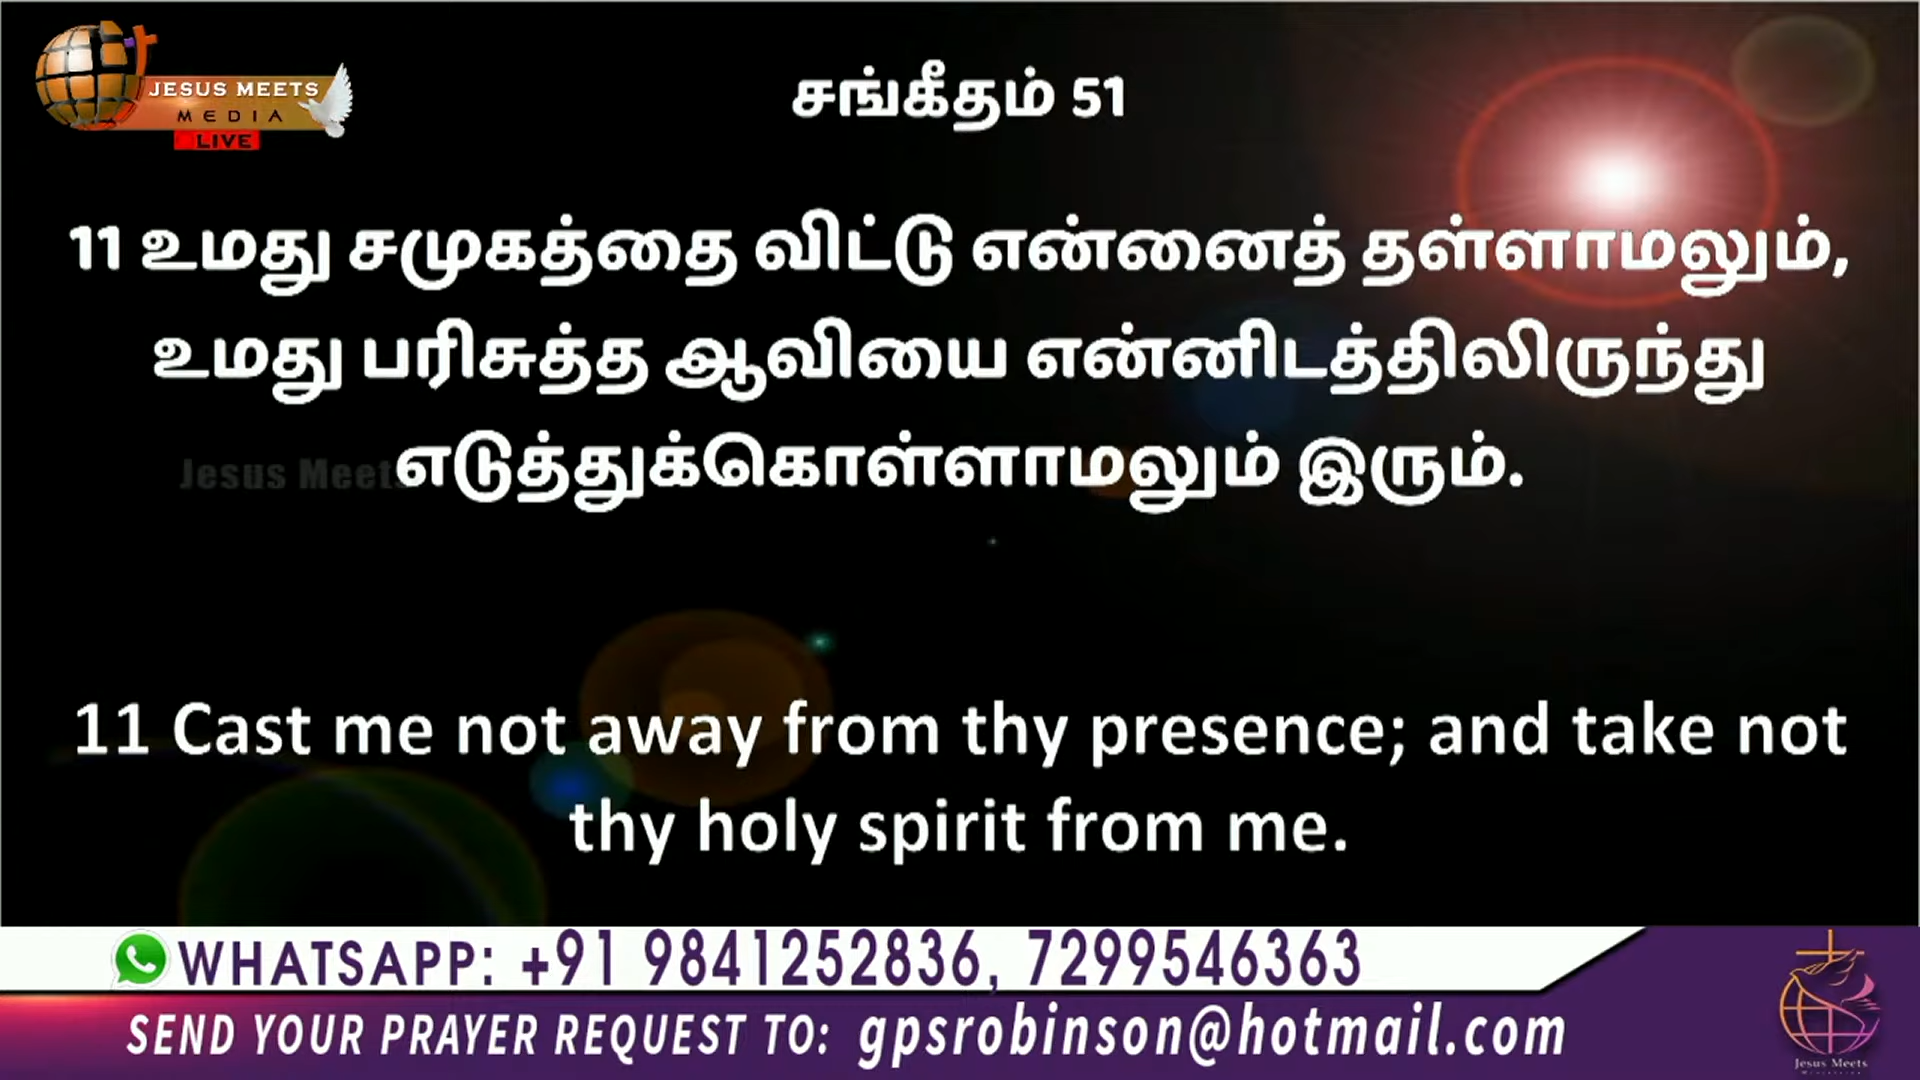 JESUS MEETS
MEDIA
LIVE
சங்கீதம் 51
11 உமது சமுகத்தை விட்டு என்னைத் தள்ளாமலும்,
உமது பரிசுத்த ஆவியை என்னிடத்திலிருந்து
எடுத்துக்கொள்ளாமலும் இரும்.
Jesus Meets
11 Cast me not away from thy presence; and take not
thy holy spirit from me.
WHATSAPP: +91 9841252836, 7299546363
SEND YOUR PRAYER REQUEST TO: gpsrobinson@hotmail.com
Jesus Meets